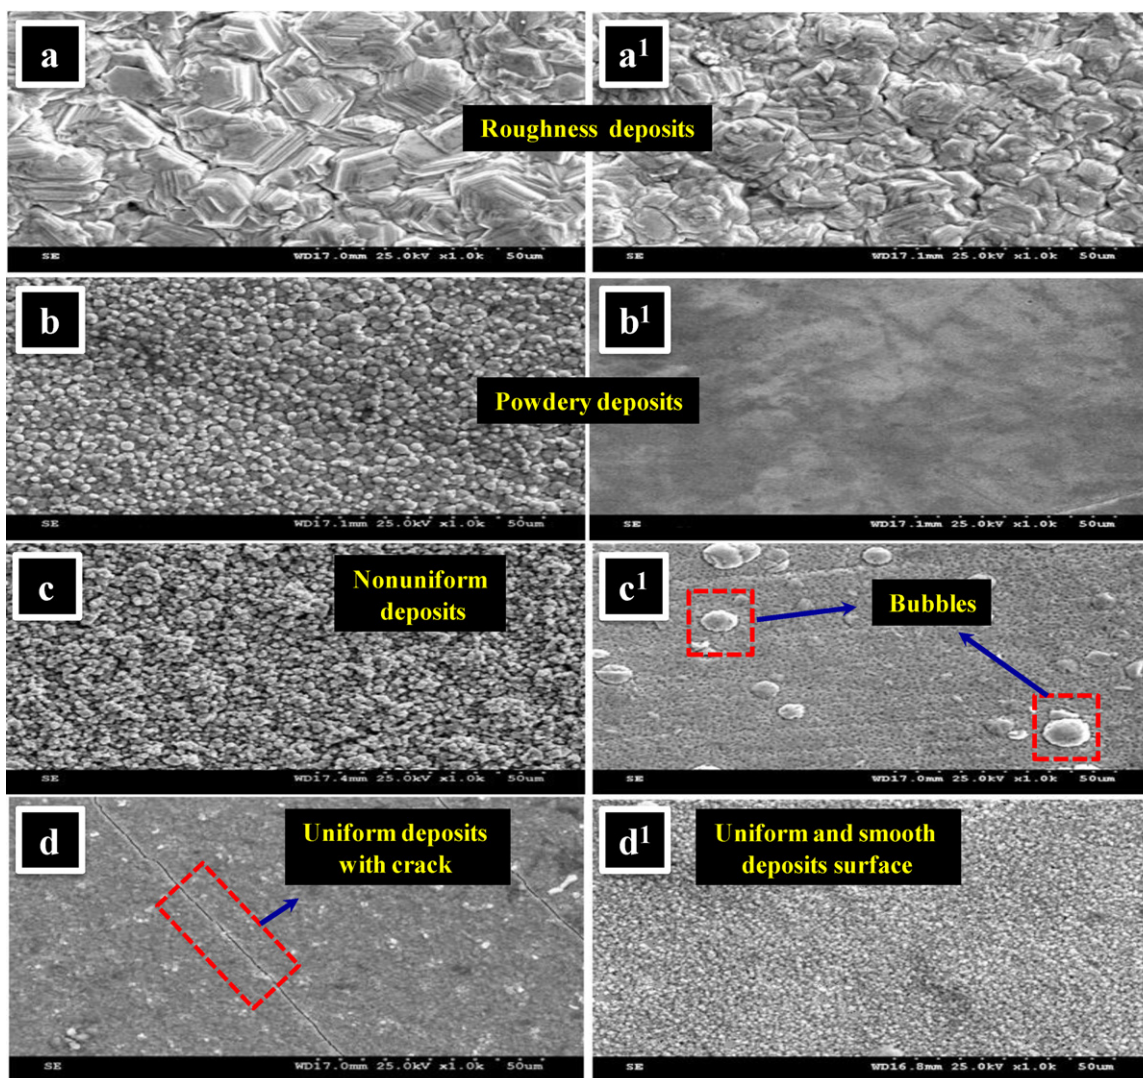 a
a¹
Roughness deposits
SE WD17.0mm 25.0kV x1.0k 50um
SE WD17.1mm 25.0kV x1.0k 50um
b
b¹
Powdery deposits
SE WD17.1mm 25.0kV x1.0k 50um
SE WD17.1mm 25.0kV x1.0k 50um
c
Nonuniform
deposits
c¹
Bubbles
SE WD17.4mm 25.0kV x1.0k 50um
SE WD17.0mm 25.0kV x1.0k 50um
d
Uniform deposits
with crack
d¹
Uniform and smooth
deposits surface
SE WD17.0mm 25.0kV x1.0k 50um
SE WD16.8mm 25.0kV x1.0k 50um